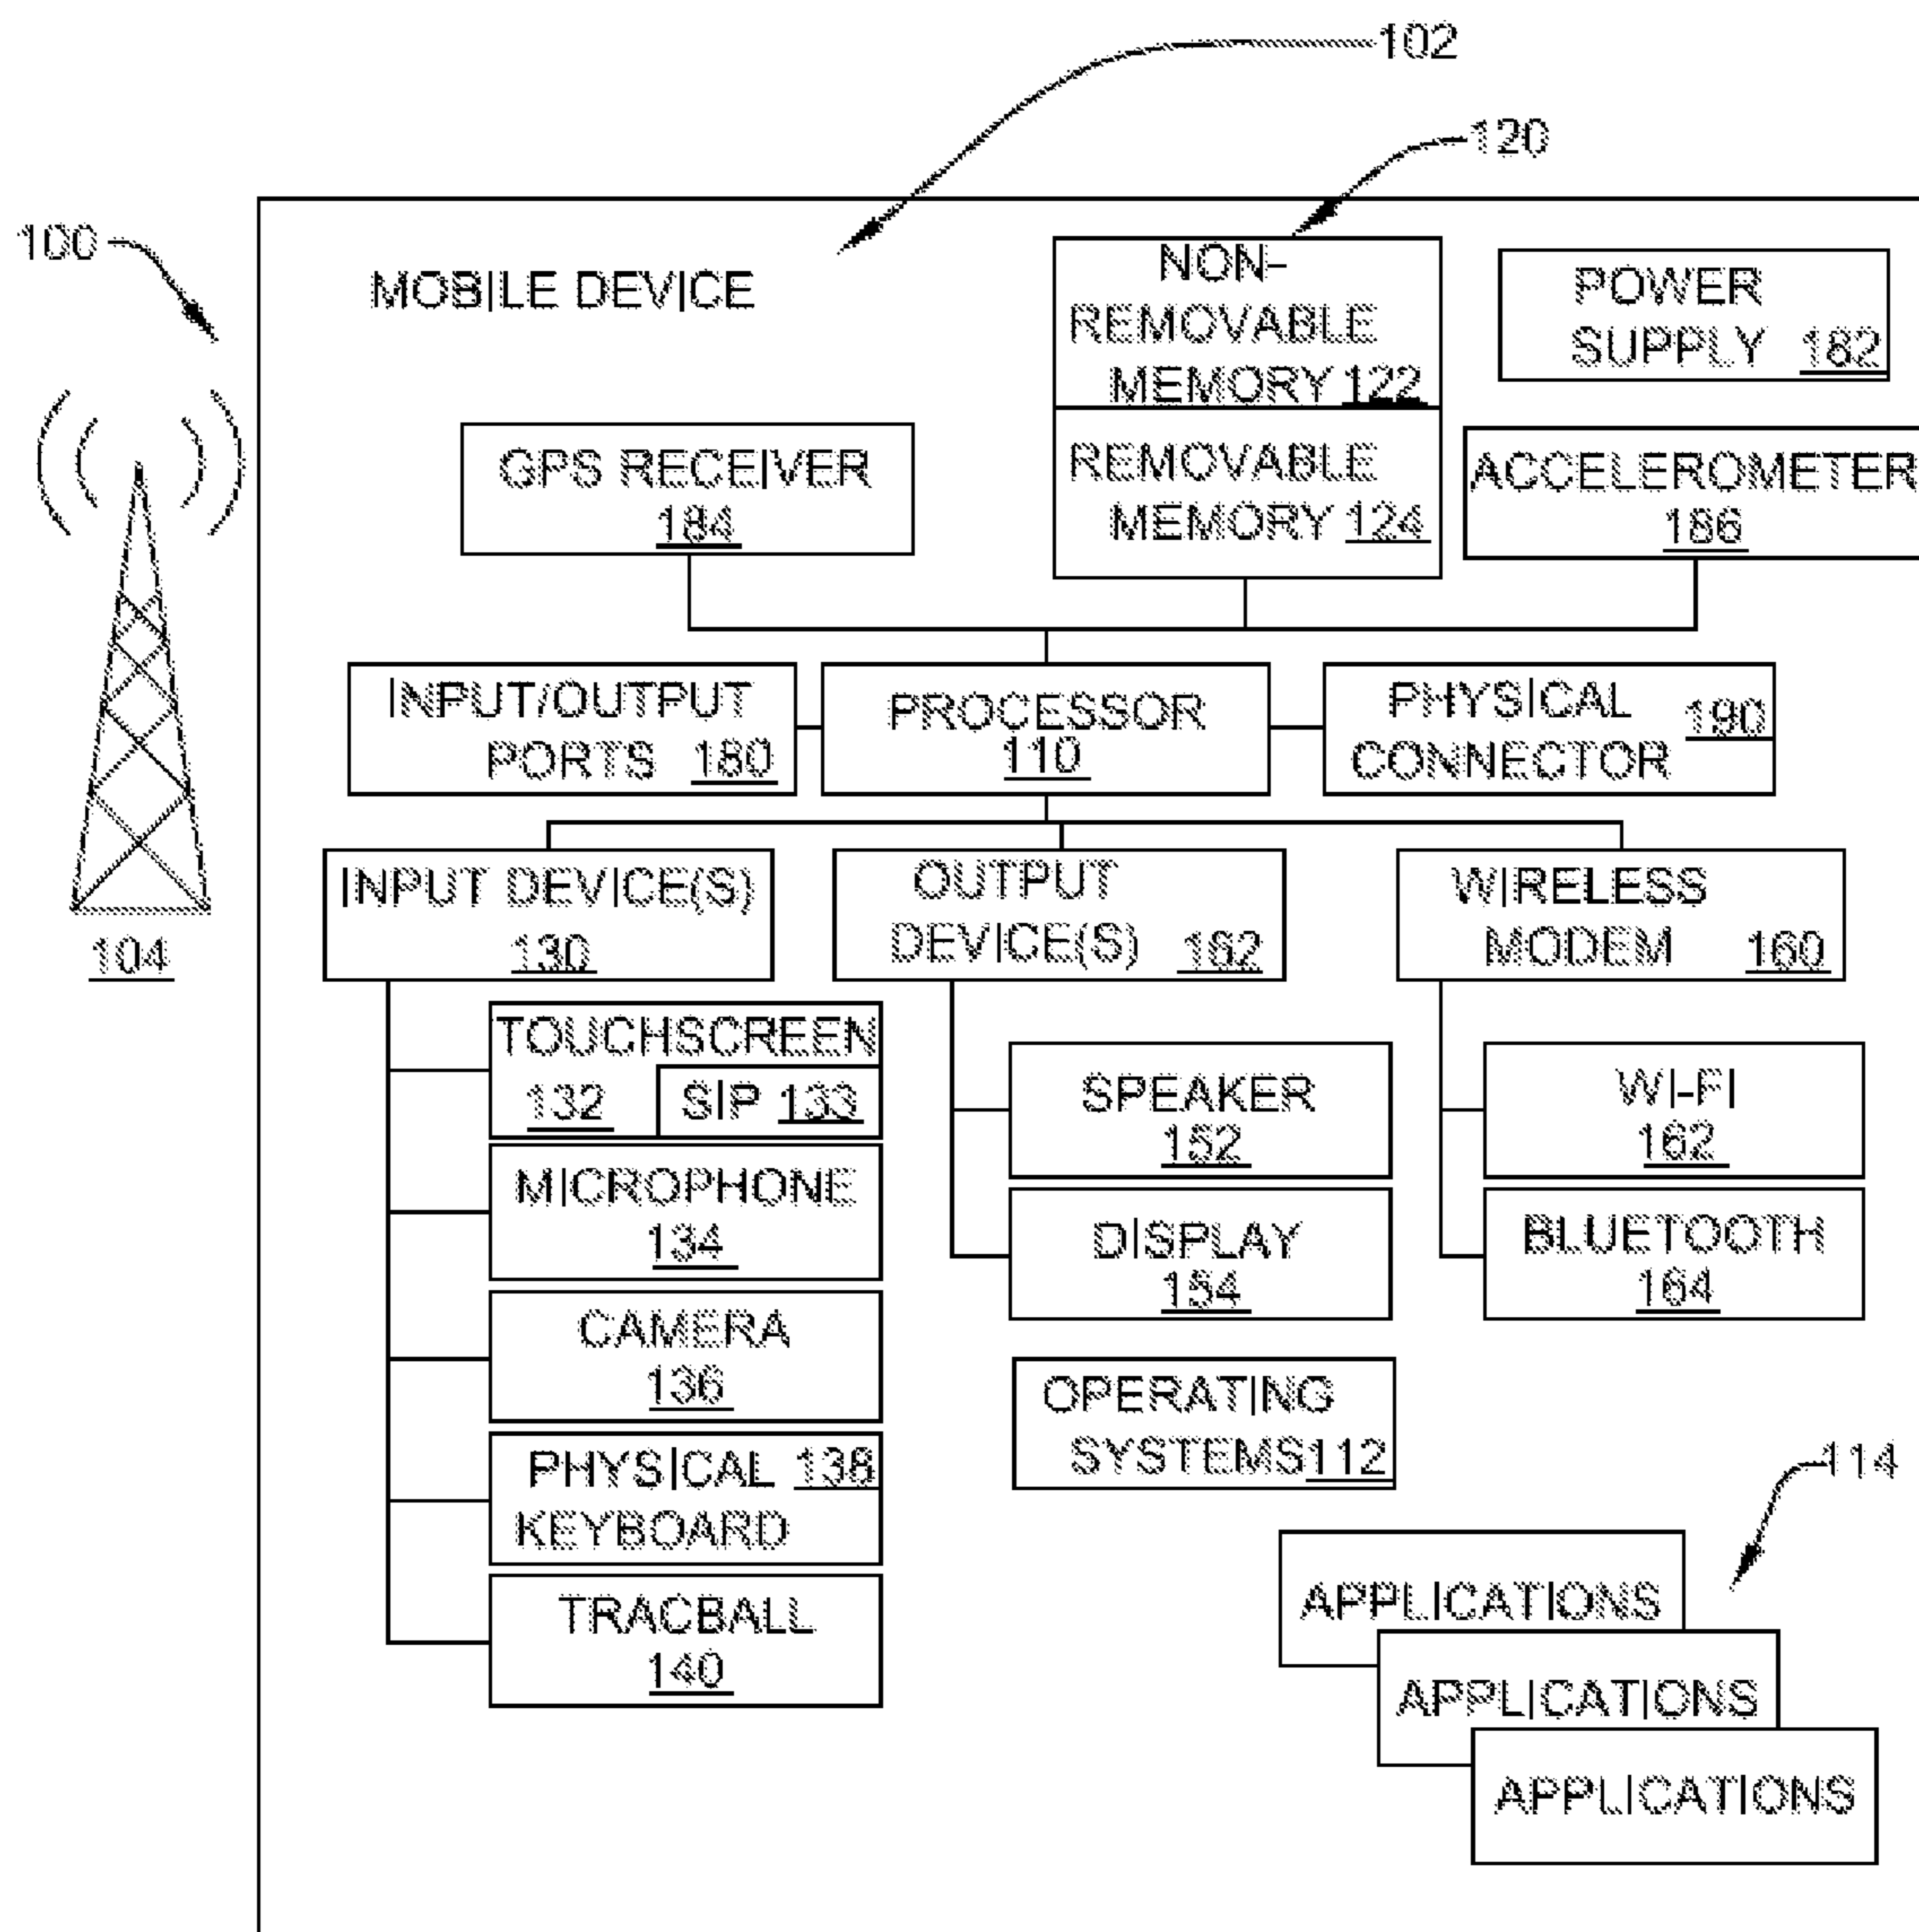 102
120
100
MOBILE DEVICE
NON-
REMOVABLE
MEMORY 122
POWER
SUPPLY 182
GPS RECEIVER
184
REMOVABLE
MEMORY 124
ACCELEROMETER
186
INPUT/OUTPUT
PORTS 180
PROCESSOR
110
PHYSICAL 190
CONNECTOR
INPUT DEVICE(S)
130
OUTPUT
DEVICE(S)
WIRELESS
MODEM 160
104
TOUCHSCREEN
132 SIP 133
SPEAKER
152
WI-FI
162
MICROPHONE
134
DISPLAY
154
BLUETOOTH
164
CAMERA
136
OPERATING
SYSTEMS 112
PHYSICAL 138
KEYBOARD
114
TRACBALL
140
APPLICATIONS
APPLICATIONS
APPLICATIONS